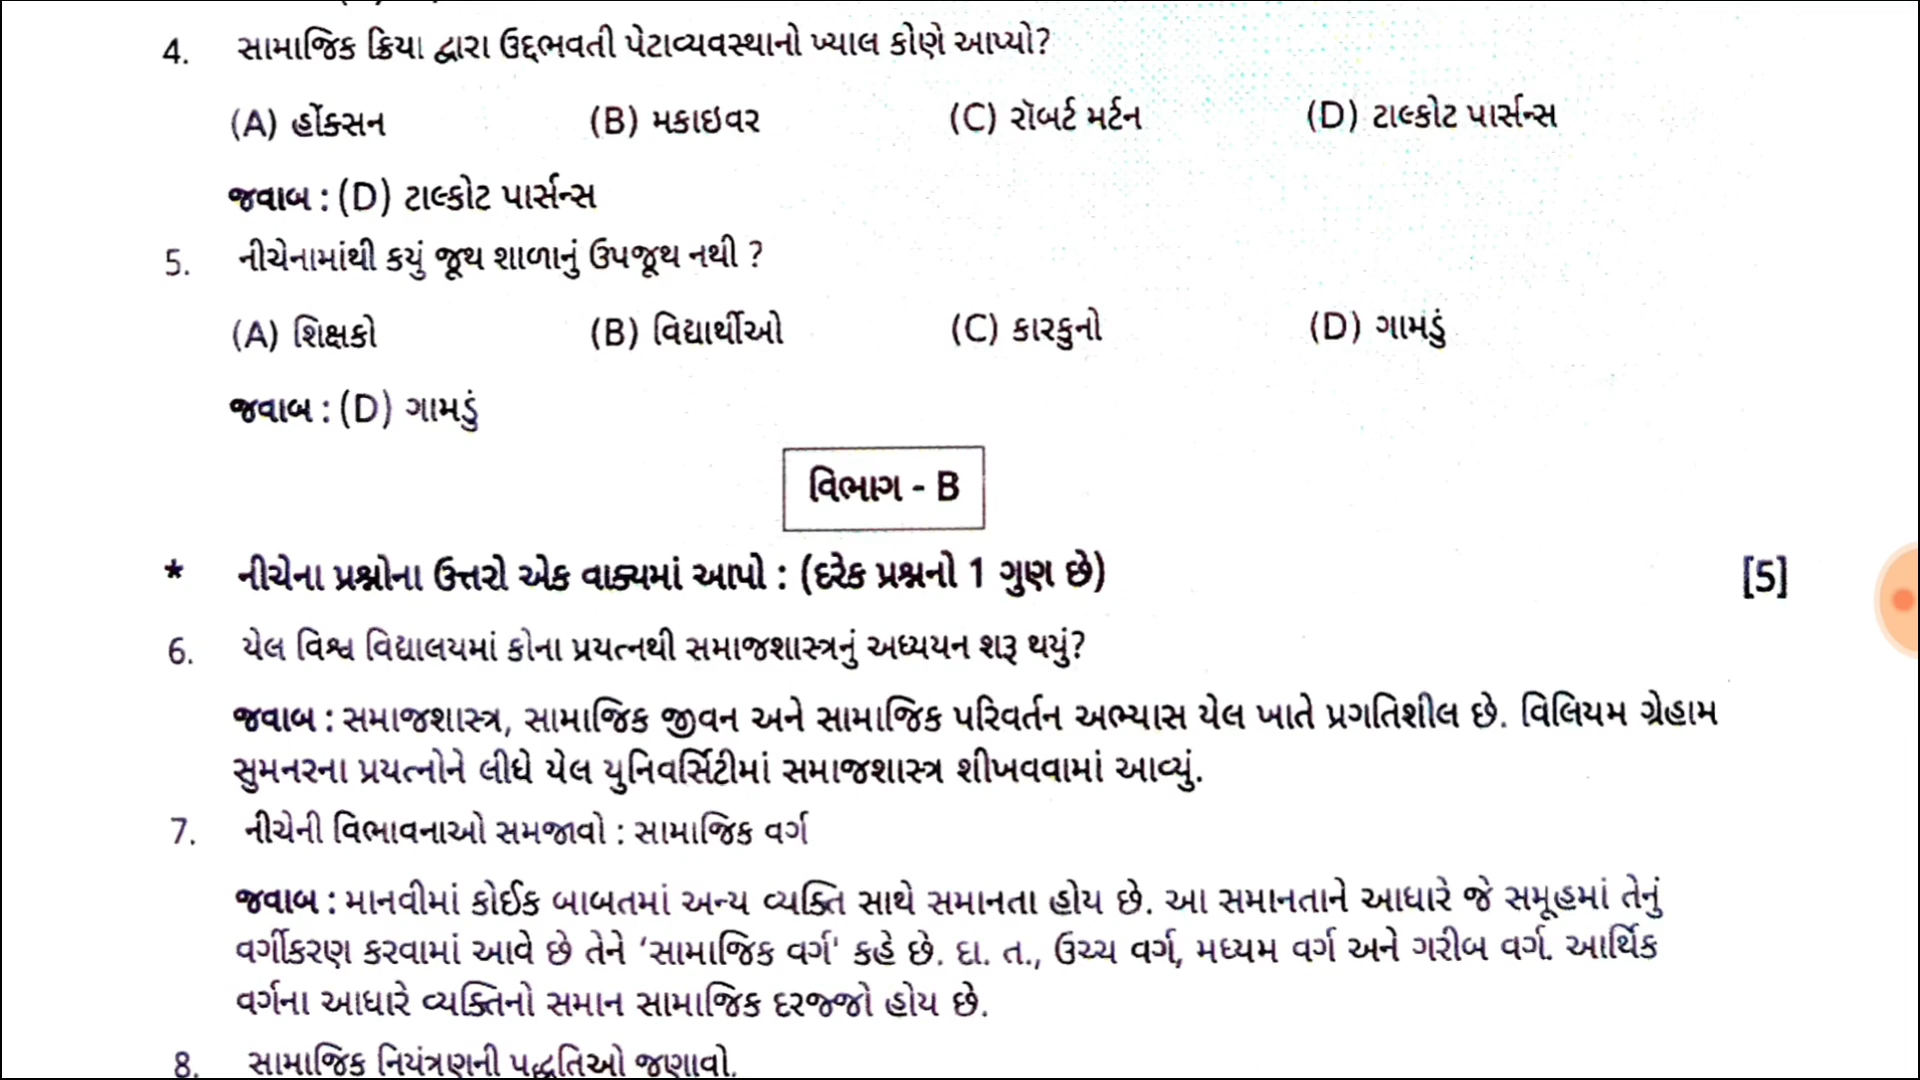 4. સામાજિક ક્રિયા દ્વારા ઉદ્દભવતી પેટાવ્યવસ્થાનો ખ્યાલ કોણે આપ્યો?
(A) હોંક્સન (B) મકાઇવર (C) રૉબર્ટ મર્ટન (D) ટાલ્કોટ પાર્સન્સ
જવાબ : (D) ટાલ્કોટ પાર્સન્સ
5. નીચેનામાંથી કયું જૂથ શાળાનું ઉપજૂથ નથી ?
(A) શિક્ષકો (B) વિદ્યાર્થીઓ (C) કારકુનો (D) ગામડું
જવાબ : (D) ગામડું
વિભાગ - B
* નીચેના પ્રશ્નોના ઉત્તરો એક વાક્યમાં આપો : (દરેક પ્રશ્નનો 1 ગુણ છે) [5]
6. યેલ વિશ્વ વિદ્યાલયમાં કોના પ્રયત્નથી સમાજશાસ્ત્રનું અધ્યયન શરૂ થયું?
જવાબ : સમાજશાસ્ત્ર, સામાજિક જીવન અને સામાજિક પરિવર્તન અભ્યાસ યેલ ખાતે પ્રગતિશીલ છે. વિલિયમ ગ્રેહામ
સુમનરના પ્રયત્નોને લીધે યેલ યુનિવર્સિટીમાં સમાજશાસ્ત્ર શીખવવામાં આવ્યું.
7. નીચેની વિભાવનાઓ સમજાવો : સામાજિક વર્ગ
જવાબ : માનવીમાં કોઈક બાબતમાં અન્ય વ્યક્તિ સાથે સમાનતા હોય છે. આ સમાનતાને આધારે જે સમૂહમાં તેનું
વર્ગીકરણ કરવામાં આવે છે તેને ‘સામાજિક વર્ગ' કહે છે. દા. ત., ઉચ્ચ વર્ગ, મધ્યમ વર્ગ અને ગરીબ વર્ગ. આર્થિક
વર્ગના આધારે વ્યક્તિનો સમાન સામાજિક દરજ્જો હોય છે.
8. સામાજિક નિયંત્રણની પદ્ધતિઓ જણાવો.